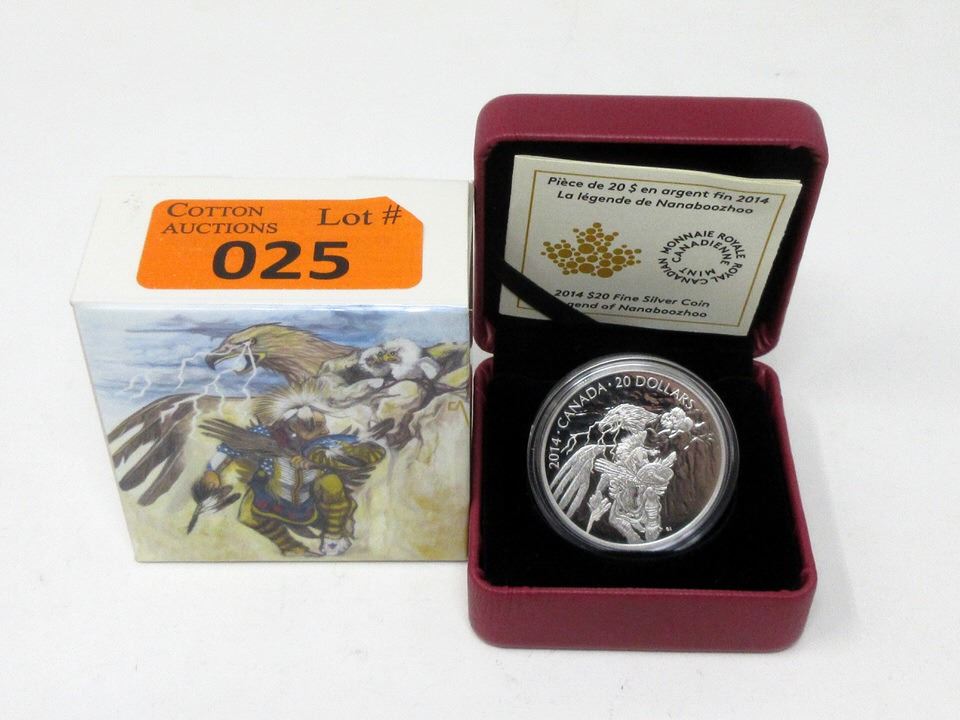 COTTON
AUCTIONS
Lot #
025
Pièce de 20 $ en argent fin 2014
La légende de Nanaboozhoo
MONNAIE ROYALE CANADIENNE
ROYAL CANADIAN MINT
2014 $20 Fine Silver Coin
gend of Nanaboozhoo
2014 · CANADA · 20 DOLLARS